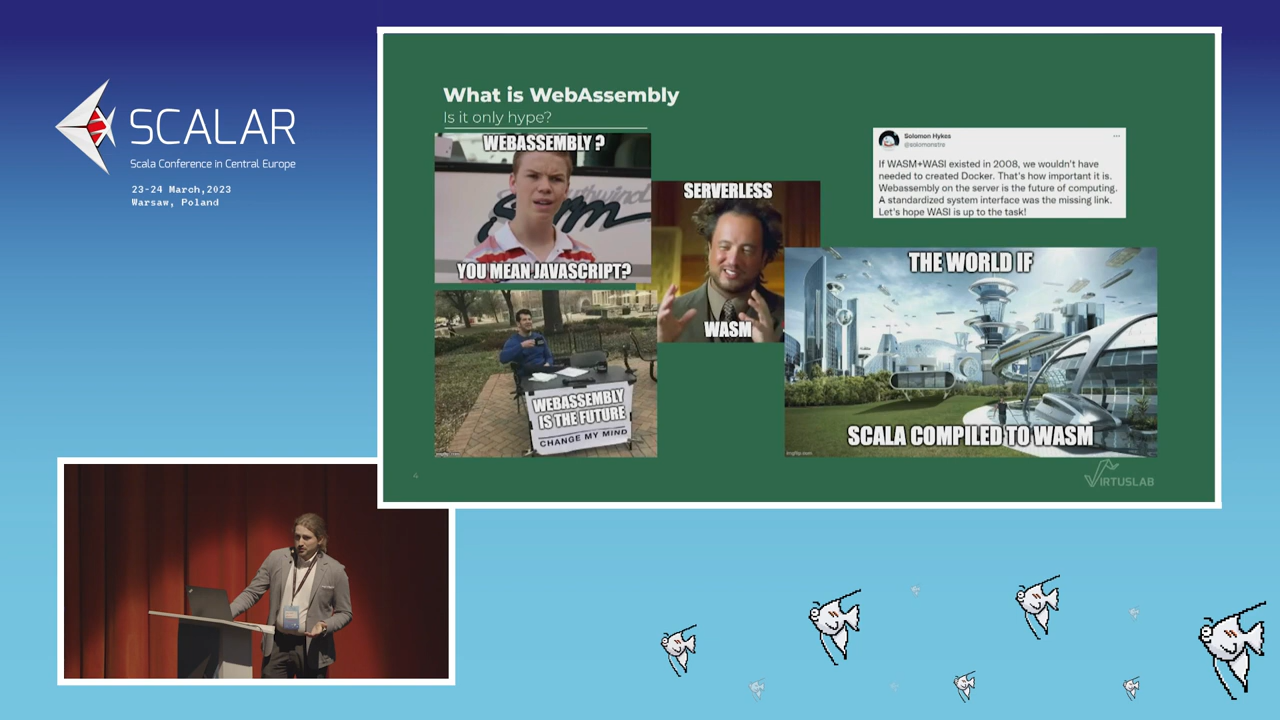 SCALAR
Scala Conference in Central Europe
23-24 March,2023
Warsaw, Poland
What is WebAssembly
Is it only hype?
WEBASSEMBLY ?
YOU MEAN JAVASCRIPT?
SERVERLESS
WASM
WEBASSEMBLY
IS THE FUTURE
CHANGE MY MIND
Solomon Hykes
@solomonstre
If WASM+WASI existed in 2008, we wouldn't have
needed to created Docker. That's how important it is.
Webassembly on the server is the future of computing.
A standardized system interface was the missing link.
Let's hope WASI is up to the task!
THE WORLD IF
SCALA COMPILED TO WASM
imgflip.com
4
VIRTUSLAB